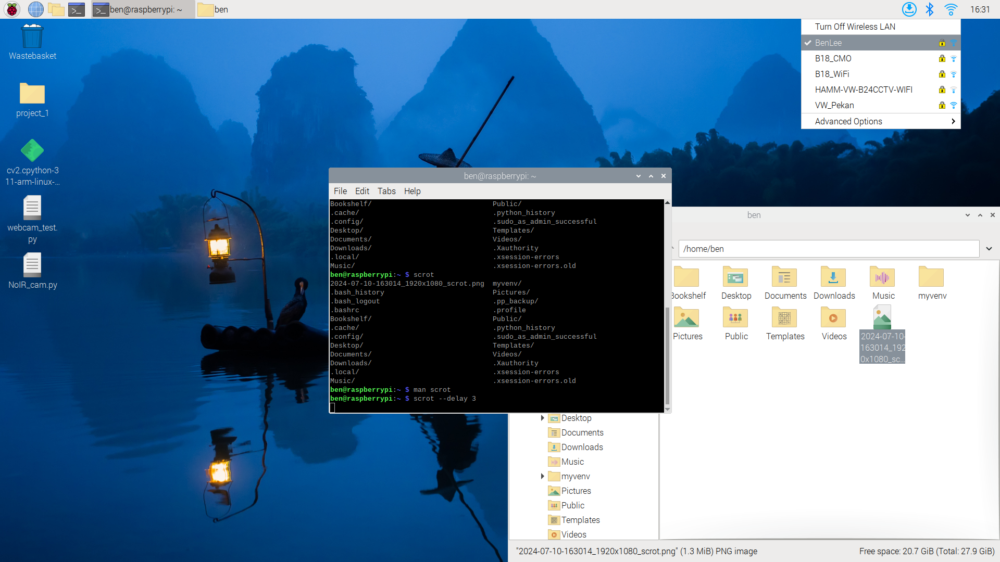 ben@raspberrypi: ~
ben
16:31
Turn Off Wireless LAN
BenLee
B18_CMO
B18_WiFi
HAMM-VW-B24CCTV-WIFI
VW_Pekan
Advanced Options
Wastebasket
project_1
cv2.cpython-3
11-arm-linux-...
webcam_test.
py
NoIR_cam.py
ben@raspberrypi: ~
File Edit Tabs Help
Bookshelf/ Public/
.cache/ .python_history
.config/ .sudo_as_admin_successful
Desktop/ Templates/
Documents/ Videos/
Downloads/ .Xauthority
.local/ .xsession-errors
Music/ .xsession-errors.old
ben@raspberrypi:~ $ scrot
2024-07-10-163014_1920x1080_scrot.png myvenv/
.bash_history Pictures/
.bash_logout .pp_backup/
.bashrc .profile
Bookshelf/ Public/
.cache/ .python_history
.config/ .sudo_as_admin_successful
Desktop/ Templates/
Documents/ Videos/
Downloads/ .Xauthority
.local/ .xsession-errors
Music/ .xsession-errors.old
ben@raspberrypi:~ $ man scrot
ben@raspberrypi:~ $ scrot --delay 3
ben
/home/ben
Bookshelf Desktop Documents Downloads Music myvenv
Pictures Public Templates Videos 2024-07-10-
163014_192
0x1080_sc...
Desktop
Documents
Downloads
Music
myvenv
Pictures
Public
Templates
Videos
"2024-07-10-163014_1920x1080_scrot.png" (1.3 MiB) PNG image Free space: 20.7 GiB (Total: 27.9 GiB)